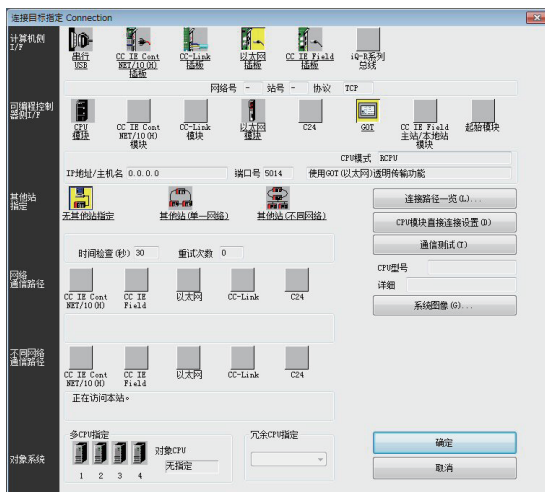 连接目标指定 Connection
计算机侧
I/F
串行
USB
CC IE Cont
NET/10(H)
插板
CC-Link
插板
以太网
插板
CC IE Field
插板
iQ-R系列
总线
网络号 - 站号 - 协议 TCP
可编程控制
器侧I/F
CPU
模块
CC IE Cont
NET/10(H)
模块
CC-Link
模块
以太网
模块
C24
GOT
CC IE Field
主站/本地站
模块
起始模块
CPU模式 RCPU
IP地址/主机名 0.0.0.0 端口号 5014 使用GOT(以太网)透明传输功能
其他站
指定
无其他站指定
其他站(单一网络)
其他站(不同网络)
连接路径一览(L)...
CPU模块直接连接设置(D)
通信测试(T)
时间检查(秒) 30 重试次数 0
CPU型号
详细
系统图像(G)...
网络
通信路径
CC IE Cont
NET/10(H)
CC IE
Field
以太网
CC-Link
C24
不同网络
通信路径
CC IE Cont
NET/10(H)
CC IE
Field
以太网
CC-Link
C24
正在访问本站。
对象系统
多CPU指定
1 2 3 4
对象CPU
无指定
冗余CPU指定
确定
取消